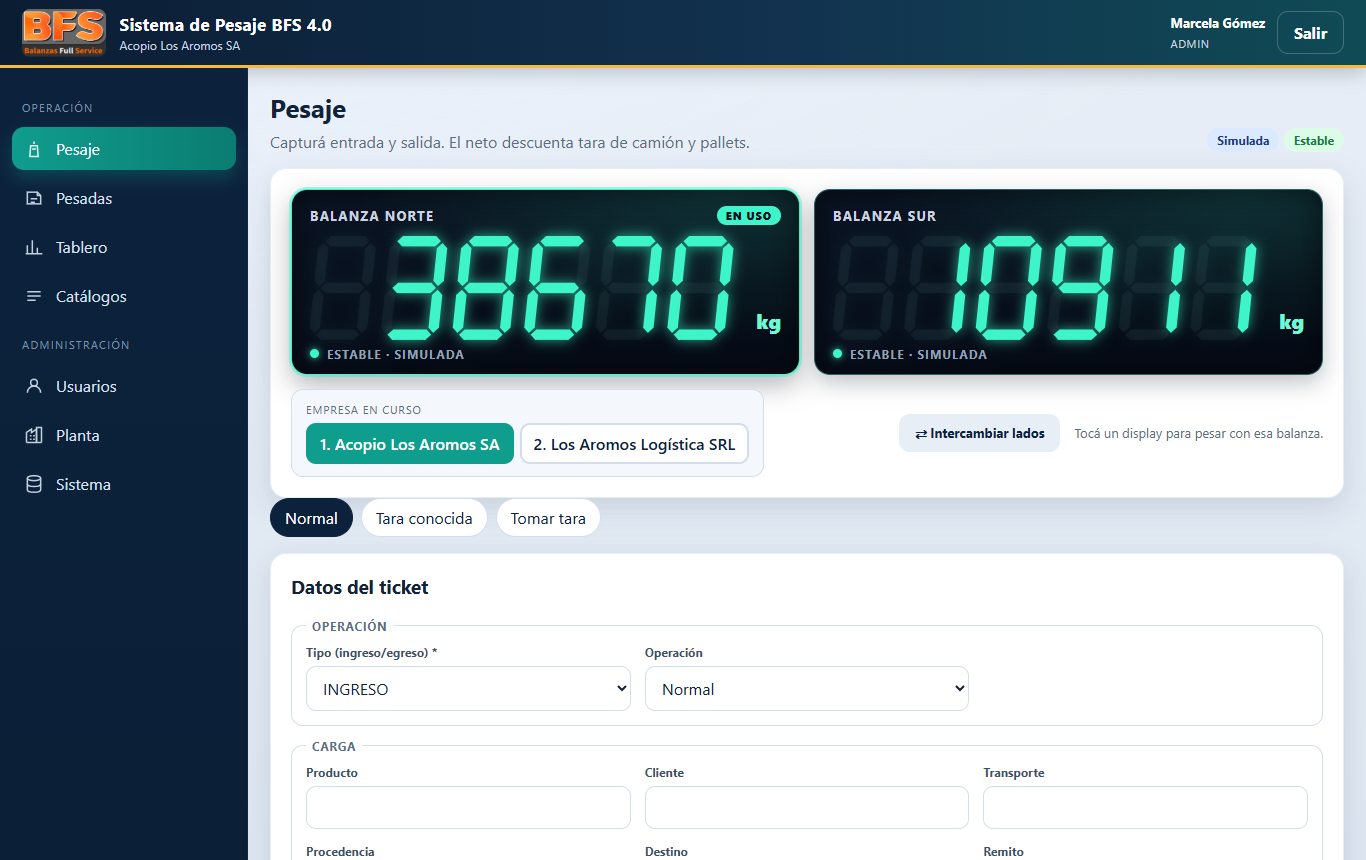 BFS
Balanzas Full Service
Sistema de Pesaje BFS 4.0
Acopio Los Aromos SA
Marcela Gómez
ADMIN
Salir
OPERACIÓN
Pesaje
Pesadas
Tablero
Catálogos
ADMINISTRACIÓN
Usuarios
Planta
Sistema
Pesaje
Capturá entrada y salida. El neto descuenta tara de camión y pallets.
Simulada
Estable
BALANZA NORTE
EN USO
38670
kg
ESTABLE · SIMULADA
BALANZA SUR
10911
kg
ESTABLE · SIMULADA
EMPRESA EN CURSO
1. Acopio Los Aromos SA
2. Los Aromos Logística SRL
⇄ Intercambiar lados
Tocá un display para pesar con esa balanza.
Normal
Tara conocida
Tomar tara
Datos del ticket
OPERACIÓN
Tipo (ingreso/egreso) *
Operación
INGRESO
Normal
CARGA
Producto
Cliente
Transporte
Procedencia
Destino
Remito